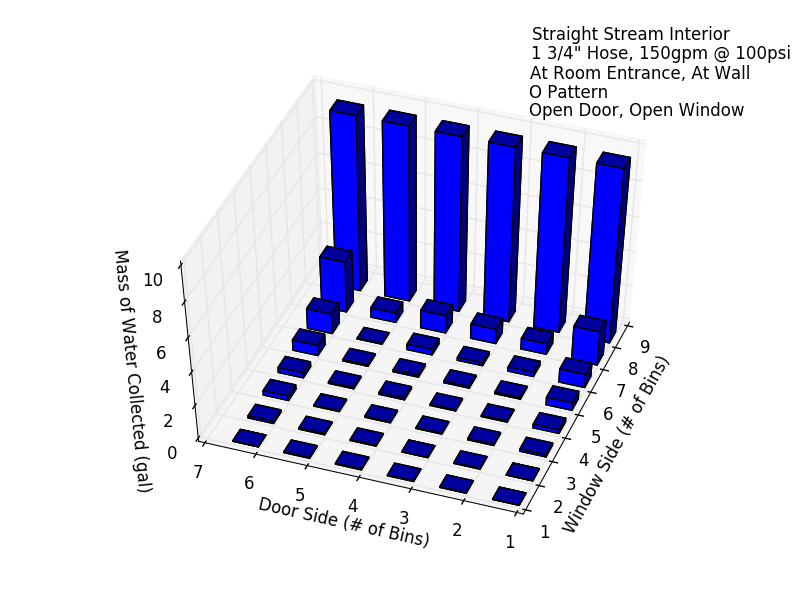 Straight Stream Interior
1 3/4" Hose, 150gpm @ 100psi
At Room Entrance, At Wall
O Pattern
Open Door, Open Window
Mass of Water Collected (gal)
10
8
6
4
2
0
7
6
5
4
3
2
1
Door Side (# of Bins)
9
8
7
6
5
4
3
2
1
Window Side (# of Bins)